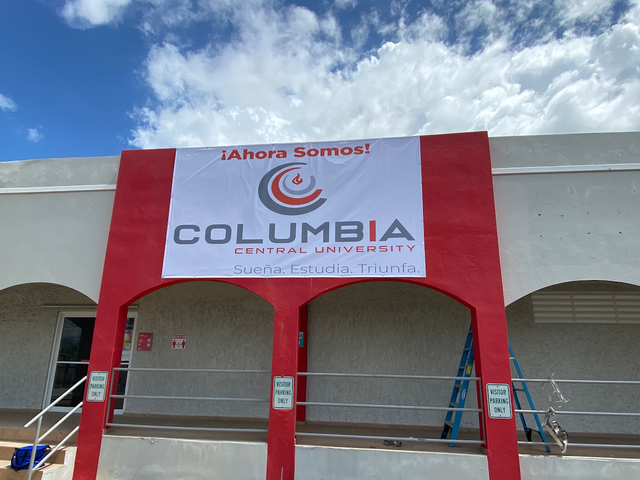 ¡Ahora Somos!
COLUMBIA
CENTRAL UNIVERSITY
Sueña. Estudia. Triunfa.
VISITOR
PARKING
ONLY
VISITOR
PARKING
ONLY
VISITOR
PARKING
ONLY